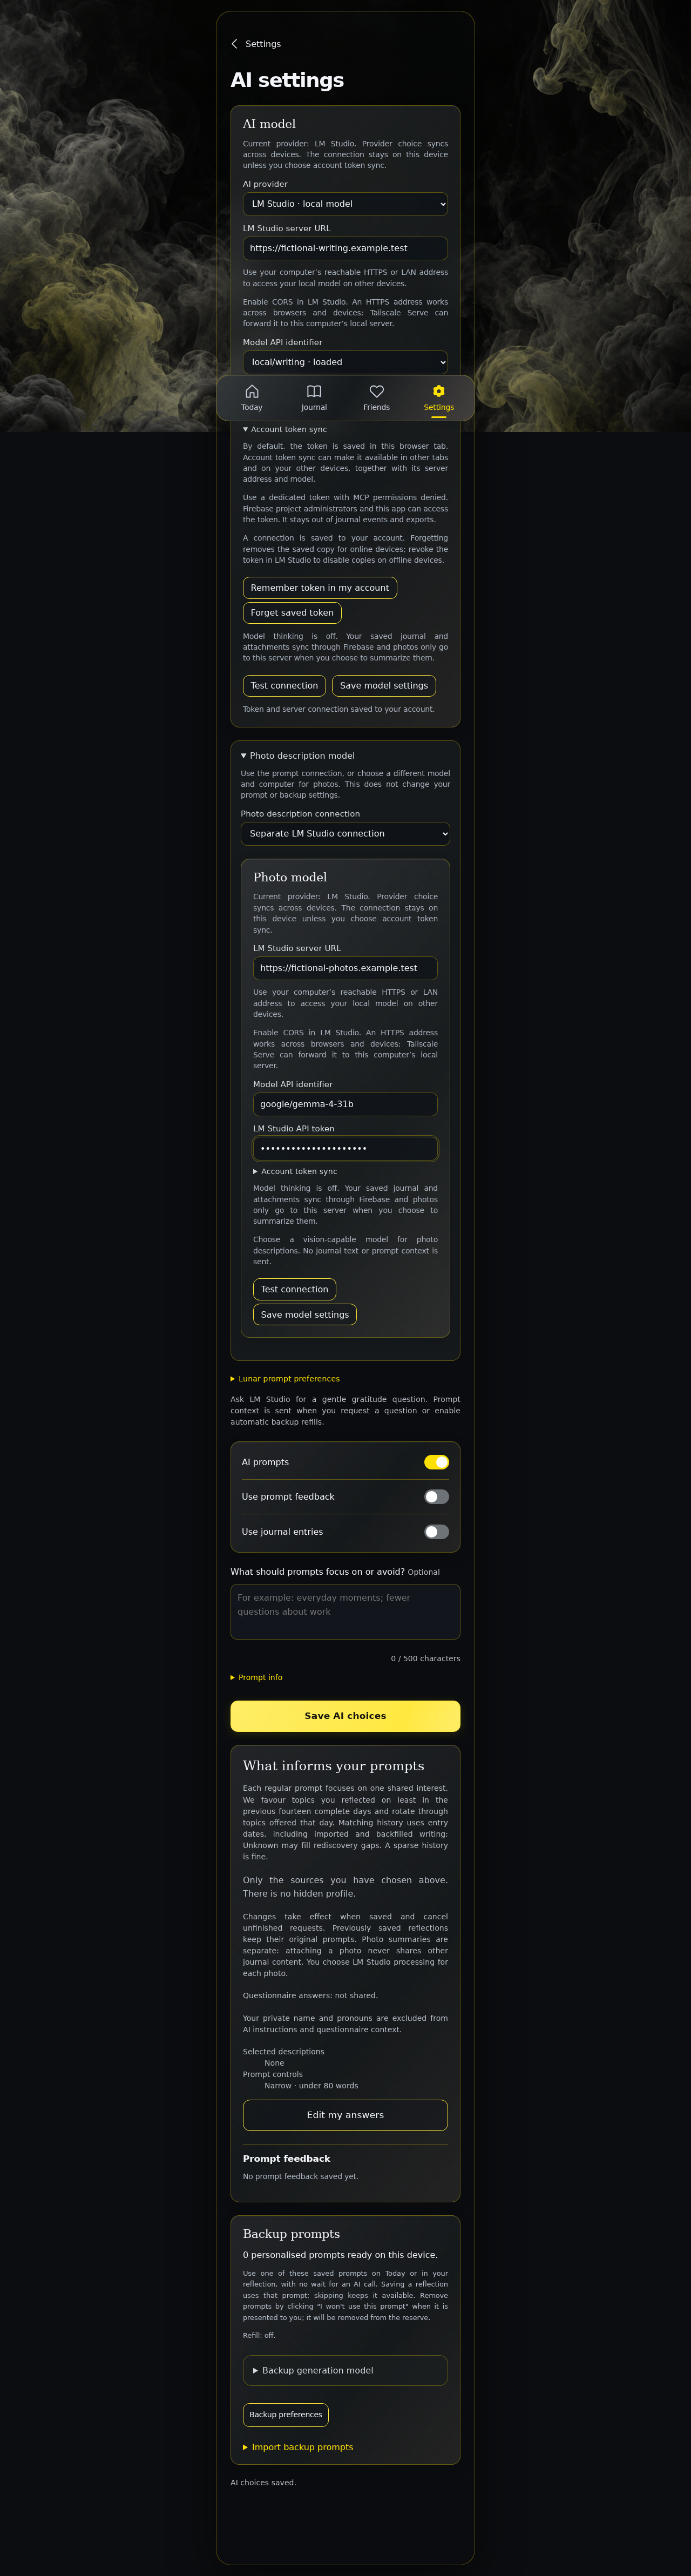 Settings
AI settings
AI model
Current provider: LM Studio. Provider choice syncs
across devices. The connection stays on this device
unless you choose account token sync.
AI provider
LM Studio · local model
LM Studio server URL
https://fictional-writing.example.test
Use your computer's reachable HTTPS or LAN address
to access your local model on other devices.
Enable CORS in LM Studio. An HTTPS address works
across browsers and devices; Tailscale Serve can
forward it to this computer's local server.
Model API identifier
local/writing · loaded
Today
Journal
Friends
Settings
▼ Account token sync
By default, the token is saved in this browser tab.
Account token sync can make it available in other tabs
and on your other devices, together with its server
address and model.
Use a dedicated token with MCP permissions denied.
Firebase project administrators and this app can access
the token. It stays out of journal events and exports.
A connection is saved to your account. Forgetting
removes the saved copy for online devices; revoke the
token in LM Studio to disable copies on offline devices.
Remember token in my account
Forget saved token
Model thinking is off. Your saved journal and
attachments sync through Firebase and photos only go
to this server when you choose to summarize them.
Test connection
Save model settings
Token and server connection saved to your account.
▼ Photo description model
Use the prompt connection, or choose a different model
and computer for photos. This does not change your
prompt or backup settings.
Photo description connection
Separate LM Studio connection
Photo model
Current provider: LM Studio. Provider choice
syncs across devices. The connection stays on
this device unless you choose account token
sync.
LM Studio server URL
https://fictional-photos.example.test
Use your computer's reachable HTTPS or LAN
address to access your local model on other
devices.
Enable CORS in LM Studio. An HTTPS address
works across browsers and devices; Tailscale
Serve can forward it to this computer's local
server.
Model API identifier
google/gemma-4-31b
LM Studio API token
•••••••••••••••••••••
▶ Account token sync
Model thinking is off. Your saved journal and
attachments sync through Firebase and photos
only go to this server when you choose to
summarize them.
Choose a vision-capable model for photo
descriptions. No journal text or prompt context is
sent.
Test connection
Save model settings
▶ Lunar prompt preferences
Ask LM Studio for a gentle gratitude question. Prompt
context is sent when you request a question or enable
automatic backup refills.
AI prompts
Use prompt feedback
Use journal entries
What should prompts focus on or avoid? Optional
For example: everyday moments; fewer
questions about work
0 / 500 characters
▶ Prompt info
Save AI choices
What informs your prompts
Each regular prompt focuses on one shared interest.
We favour topics you reflected on least in the
previous fourteen complete days and rotate through
topics offered that day. Matching history uses entry
dates, including imported and backfilled writing;
Unknown may fill rediscovery gaps. A sparse history
is fine.
Only the sources you have chosen above.
There is no hidden profile.
Changes take effect when saved and cancel
unfinished requests. Previously saved reflections
keep their original prompts. Photo summaries are
separate: attaching a photo never shares other
journal content. You choose LM Studio processing for
each photo.
Questionnaire answers: not shared.
Your private name and pronouns are excluded from
AI instructions and questionnaire context.
Selected descriptions
None
Prompt controls
Narrow · under 80 words
Edit my answers
Prompt feedback
No prompt feedback saved yet.
Backup prompts
0 personalised prompts ready on this device.
Use one of these saved prompts on Today or in your
reflection, with no wait for an AI call. Saving a reflection
uses that prompt; skipping keeps it available. Remove
prompts by clicking "I won't use this prompt" when it is
presented to you; it will be removed from the reserve.
Refill: off.
▶ Backup generation model
Backup preferences
▶ Import backup prompts
AI choices saved.